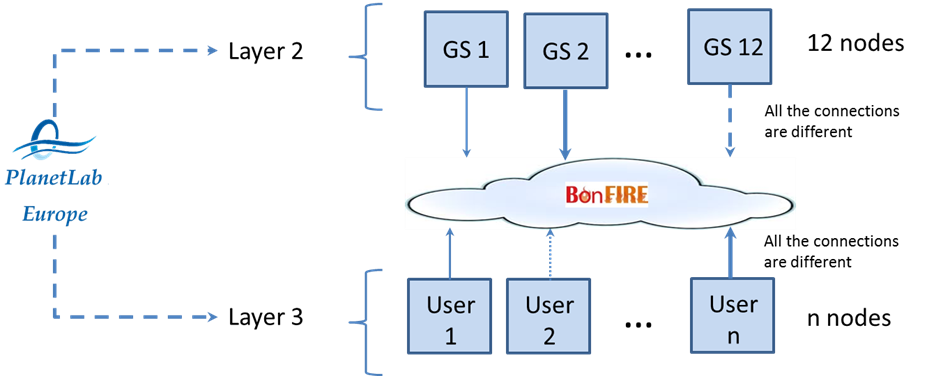 Layer 2
GS 1
GS 2
...
GS 12
12 nodes
All the connections
are different
PlanetLab
Europe
BonFIRE
All the connections
are different
Layer 3
User
1
User
2
...
User
n
n nodes